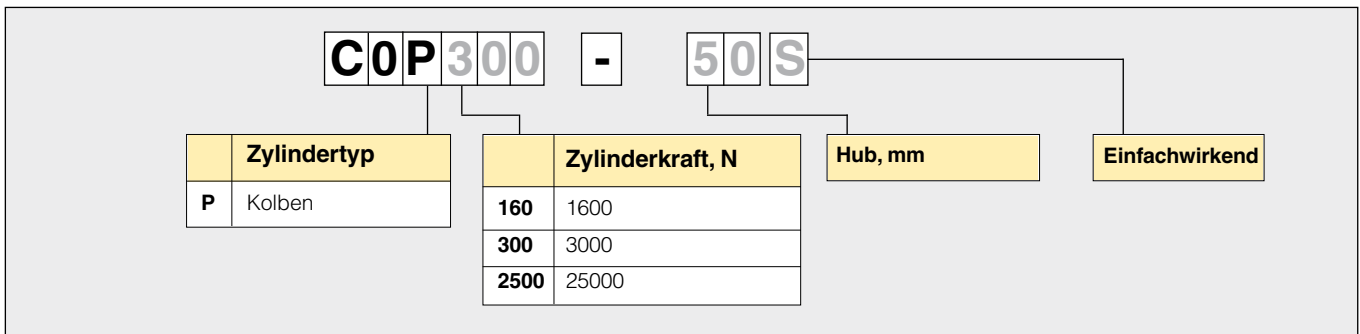 C0P300 - 50S
Zylindertyp
P Kolben
Zylinderkraft, N
160 1600
300 3000
2500 25000
Hub, mm
Einfachwirkend